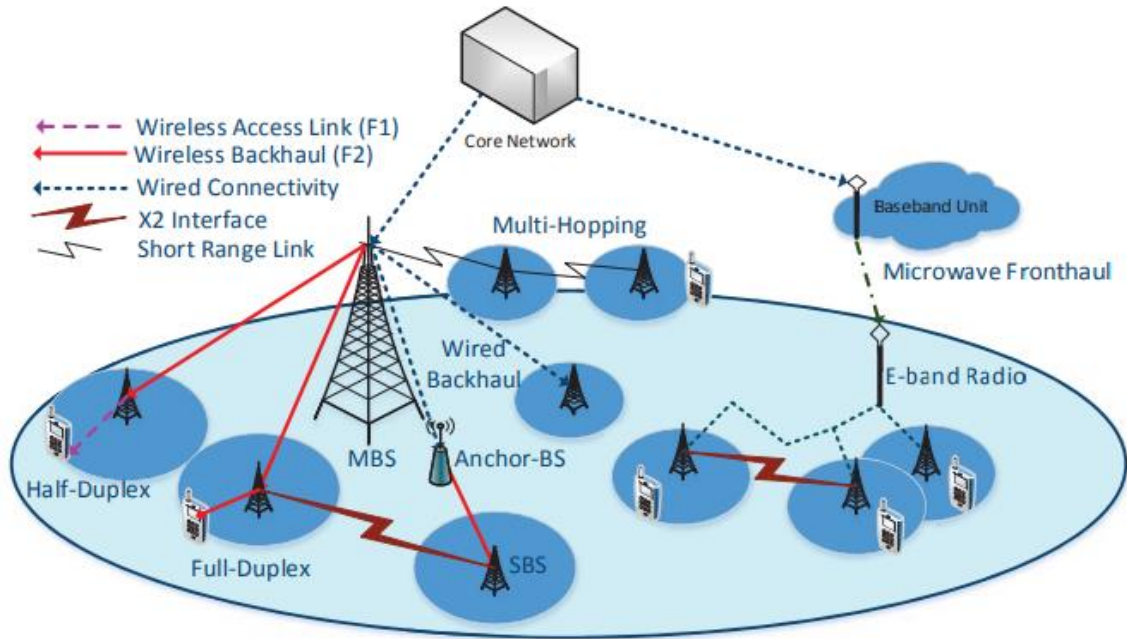 Core Network
Wireless Access Link (F1)
Wireless Backhaul (F2)
Wired Connectivity
X2 Interface
Short Range Link
Multi-Hopping
Baseband Unit
Microwave Fronthaul
Wired
Backhaul
E-band Radio
MBS
Anchor-BS
Half-Duplex
Full-Duplex
SBS